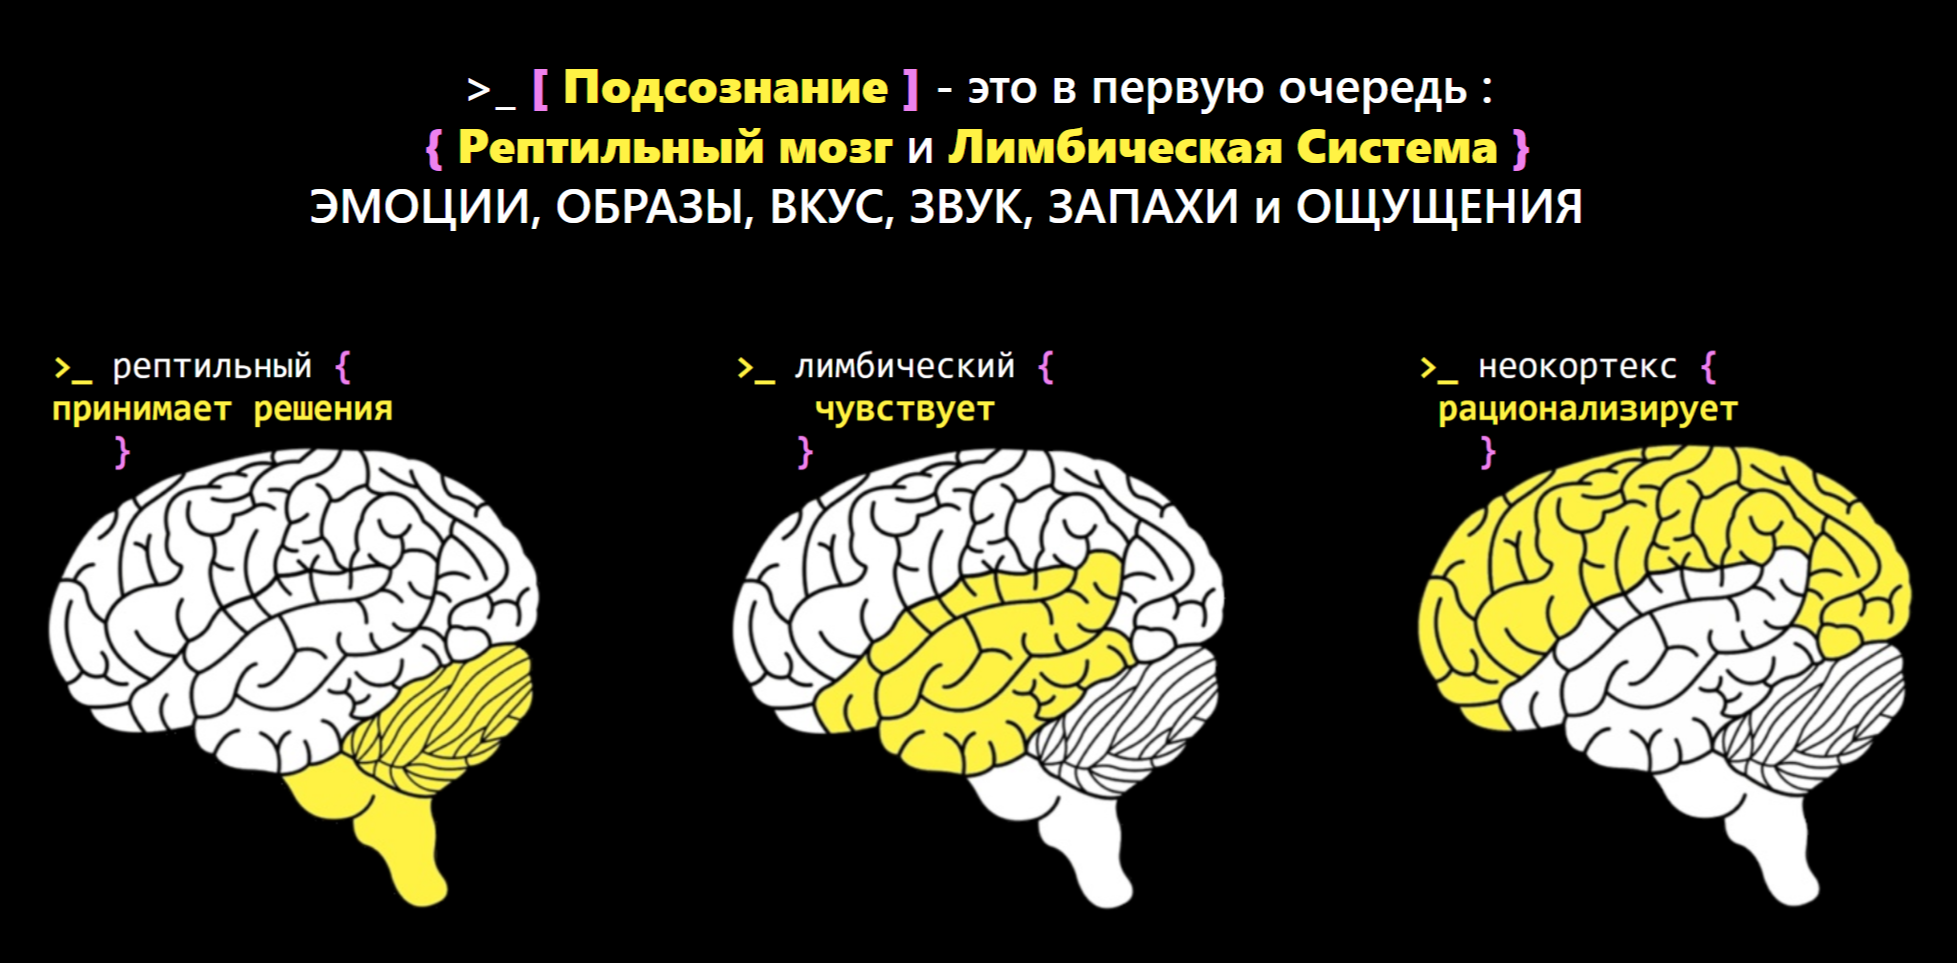 >_ [ Подсознание ] - это в первую очередь :
{ Рептильный мозг и Лимбическая Система }
ЭМОЦИИ, ОБРАЗЫ, ВКУС, ЗВУК, ЗАПАХИ и ОЩУЩЕНИЯ
>_ рептильный {
принимает решения
}
>_ лимбический {
чувствует
}
>_ неокортекс {
рационализирует
}